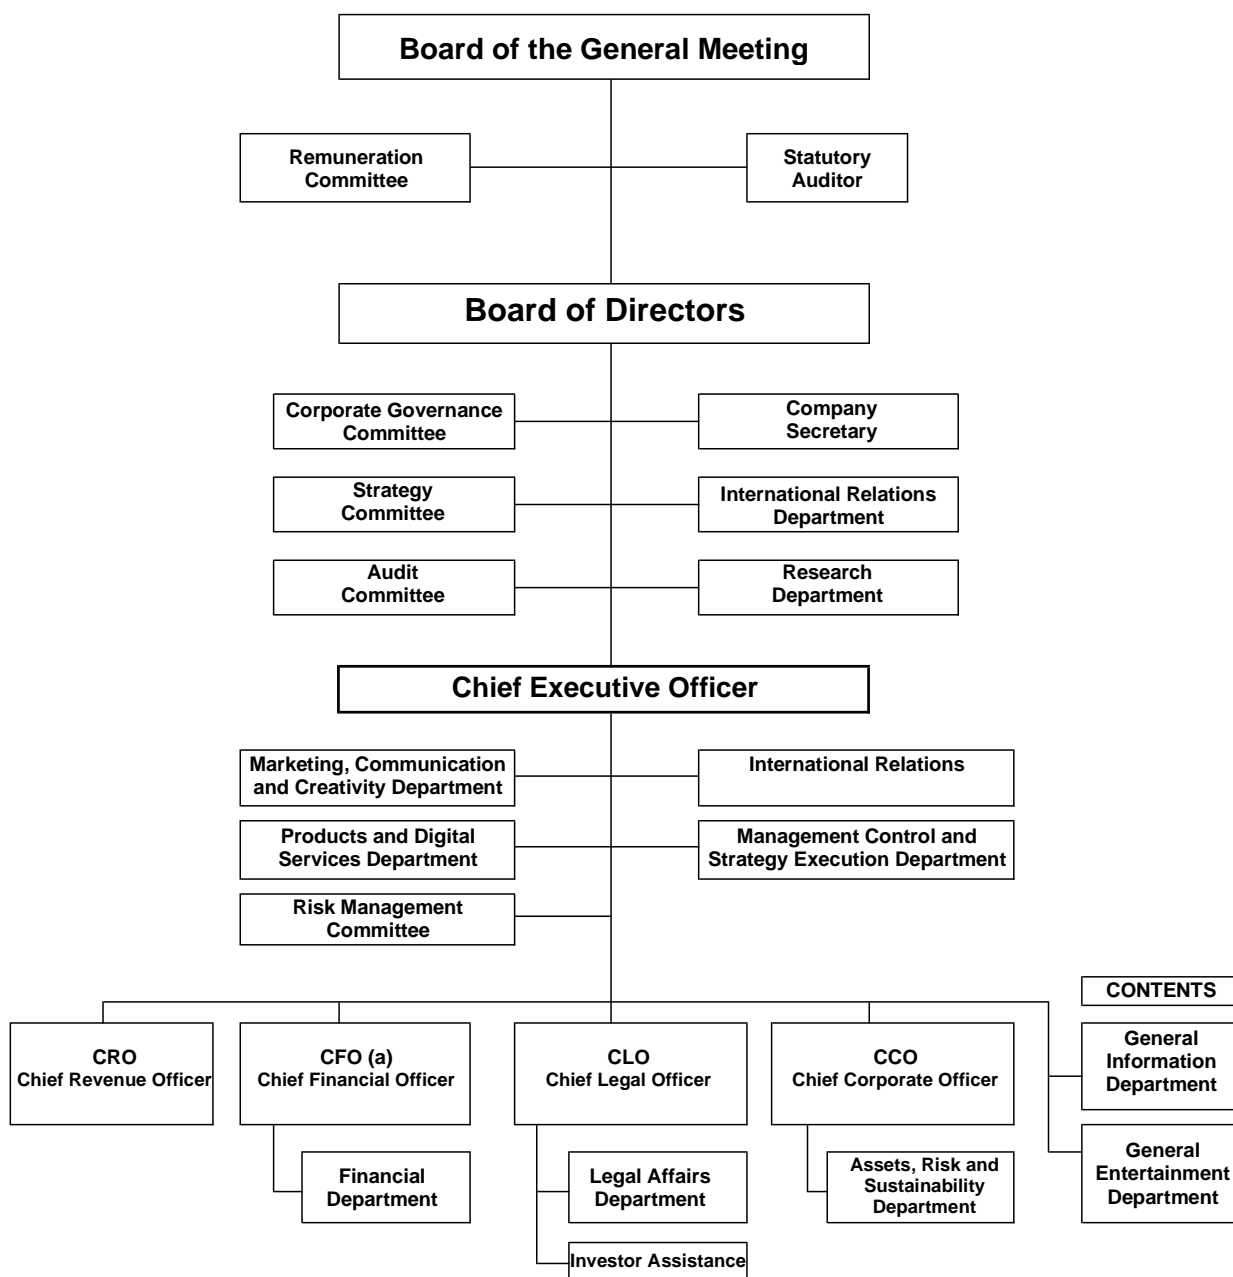 Board of the General Meeting
Remuneration
Committee
Statutory
Auditor
Board of Directors
Corporate Governance
Committee
Company
Secretary
Strategy
Committee
International Relations
Department
Audit
Committee
Research
Department
Chief Executive Officer
Marketing, Communication
and Creativity Department
International Relations
Products and Digital
Services Department
Management Control and
Strategy Execution Department
Risk Management
Committee
CONTENTS
CRO
Chief Revenue Officer
CFO (a)
Chief Financial Officer
CLO
Chief Legal Officer
CCO
Chief Corporate Officer
General
Information
Department
Financial
Department
Legal Affairs
Department
Assets, Risk and
Sustainability
Department
General
Entertainment
Department
Investor Assistance